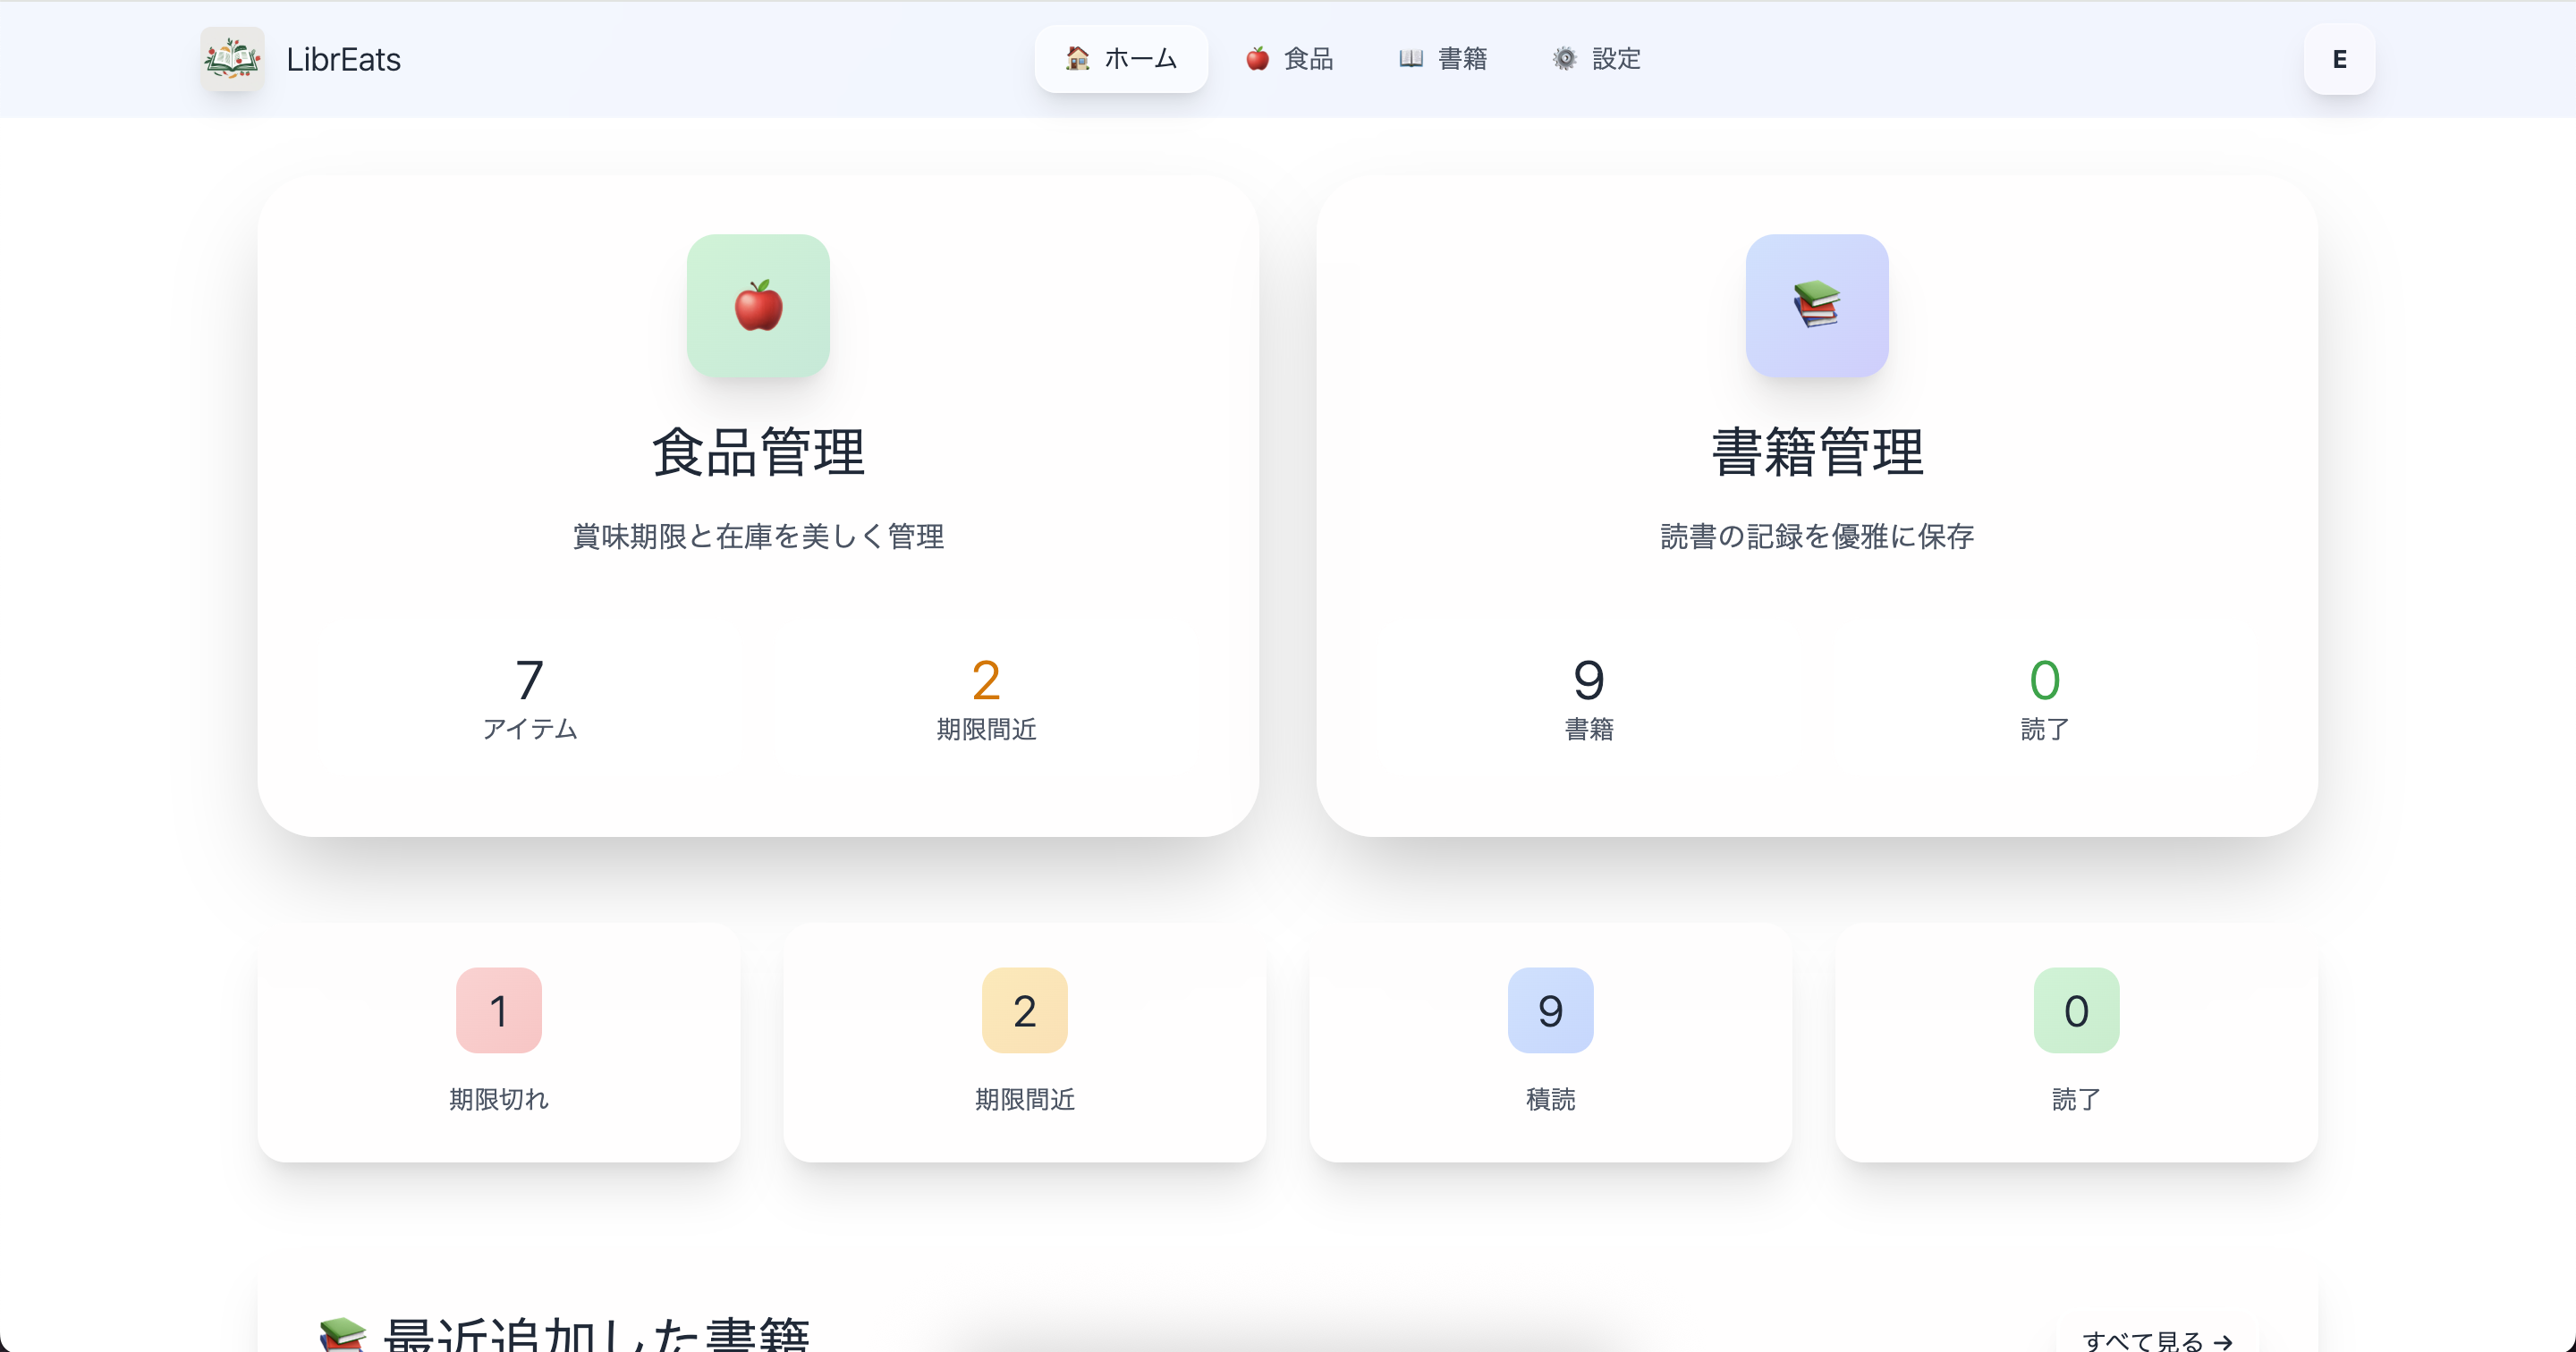 LibrEats
ホーム
食品
書籍
設定
E
食品管理
賞味期限と在庫を美しく管理
7
アイテム
2
期限間近
書籍管理
読書の記録を優雅に保存
9
書籍
0
読了
1
期限切れ
2
期限間近
9
積読
0
読了
最近追加した書籍
すべて見る →